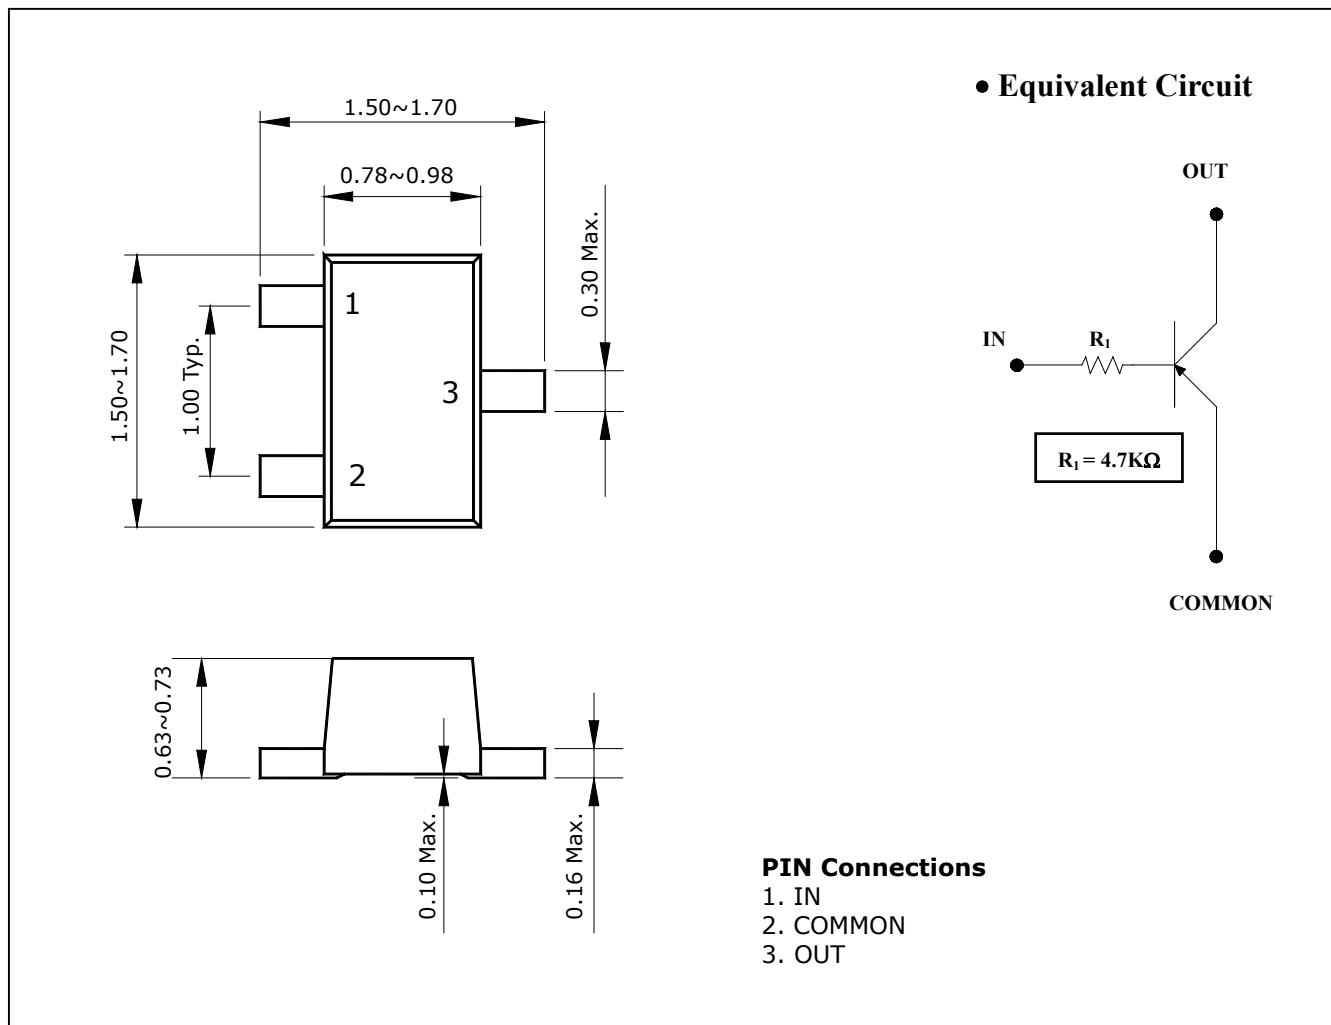 ● Equivalent Circuit
1.50~1.70
0.78~0.98
0.30 Max.
1.50~1.70
1.00 Typ.
1
2
3
OUT
IN
R₁
R₁ = 4.7KΩ
COMMON
0.63~0.73
0.10 Max.
0.16 Max.
PIN Connections
1. IN
2. COMMON
3. OUT